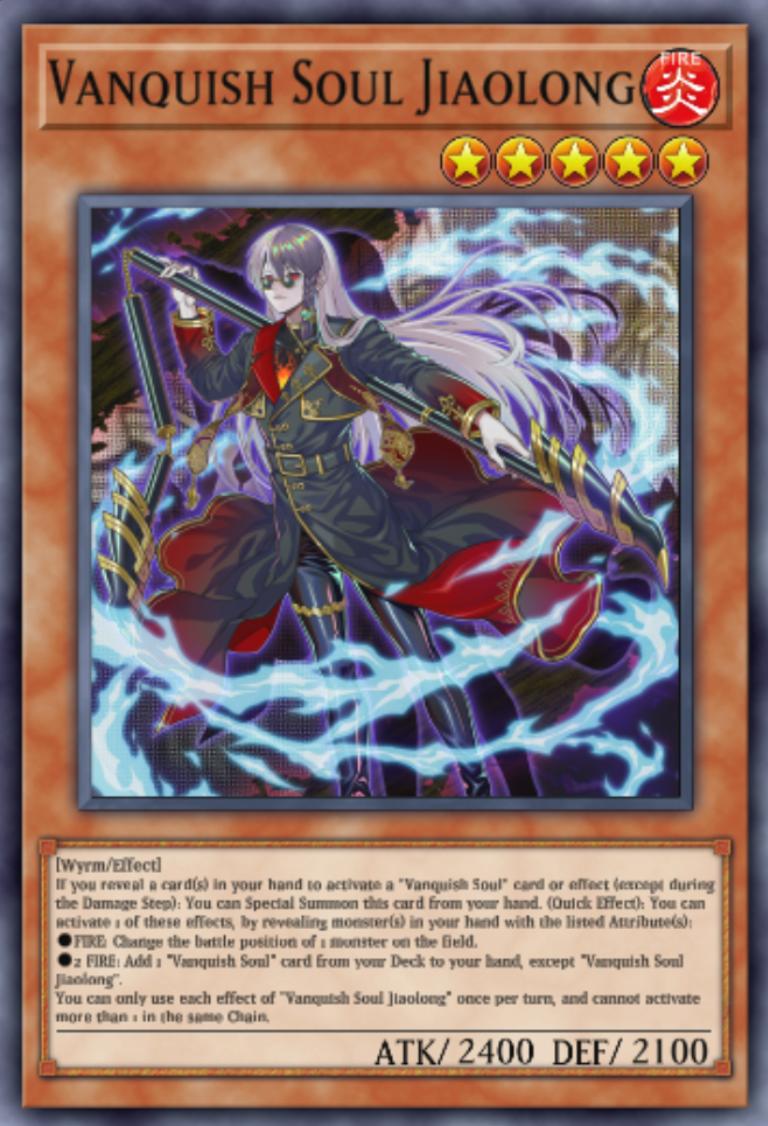 Vanquish Soul Jiaolong
FIRE
炎
[Wyrm/Effect]
If you reveal a card(s) in your hand to activate a "Vanquish Soul" card or effect (except during
the Damage Step): You can Special Summon this card from your hand. (Quick Effect): You can
activate 1 of these effects, by revealing monster(s) in your hand with the listed Attribute(s):
●FIRE: Change the battle position of 1 monster on the field.
●2 FIRE: Add 1 "Vanquish Soul" card from your Deck to your hand, except "Vanquish Soul
Jiaolong".
You can only use each effect of "Vanquish Soul Jiaolong" once per turn, and cannot activate
more than 1 in the same Chain.
ATK/ 2400 DEF/ 2100